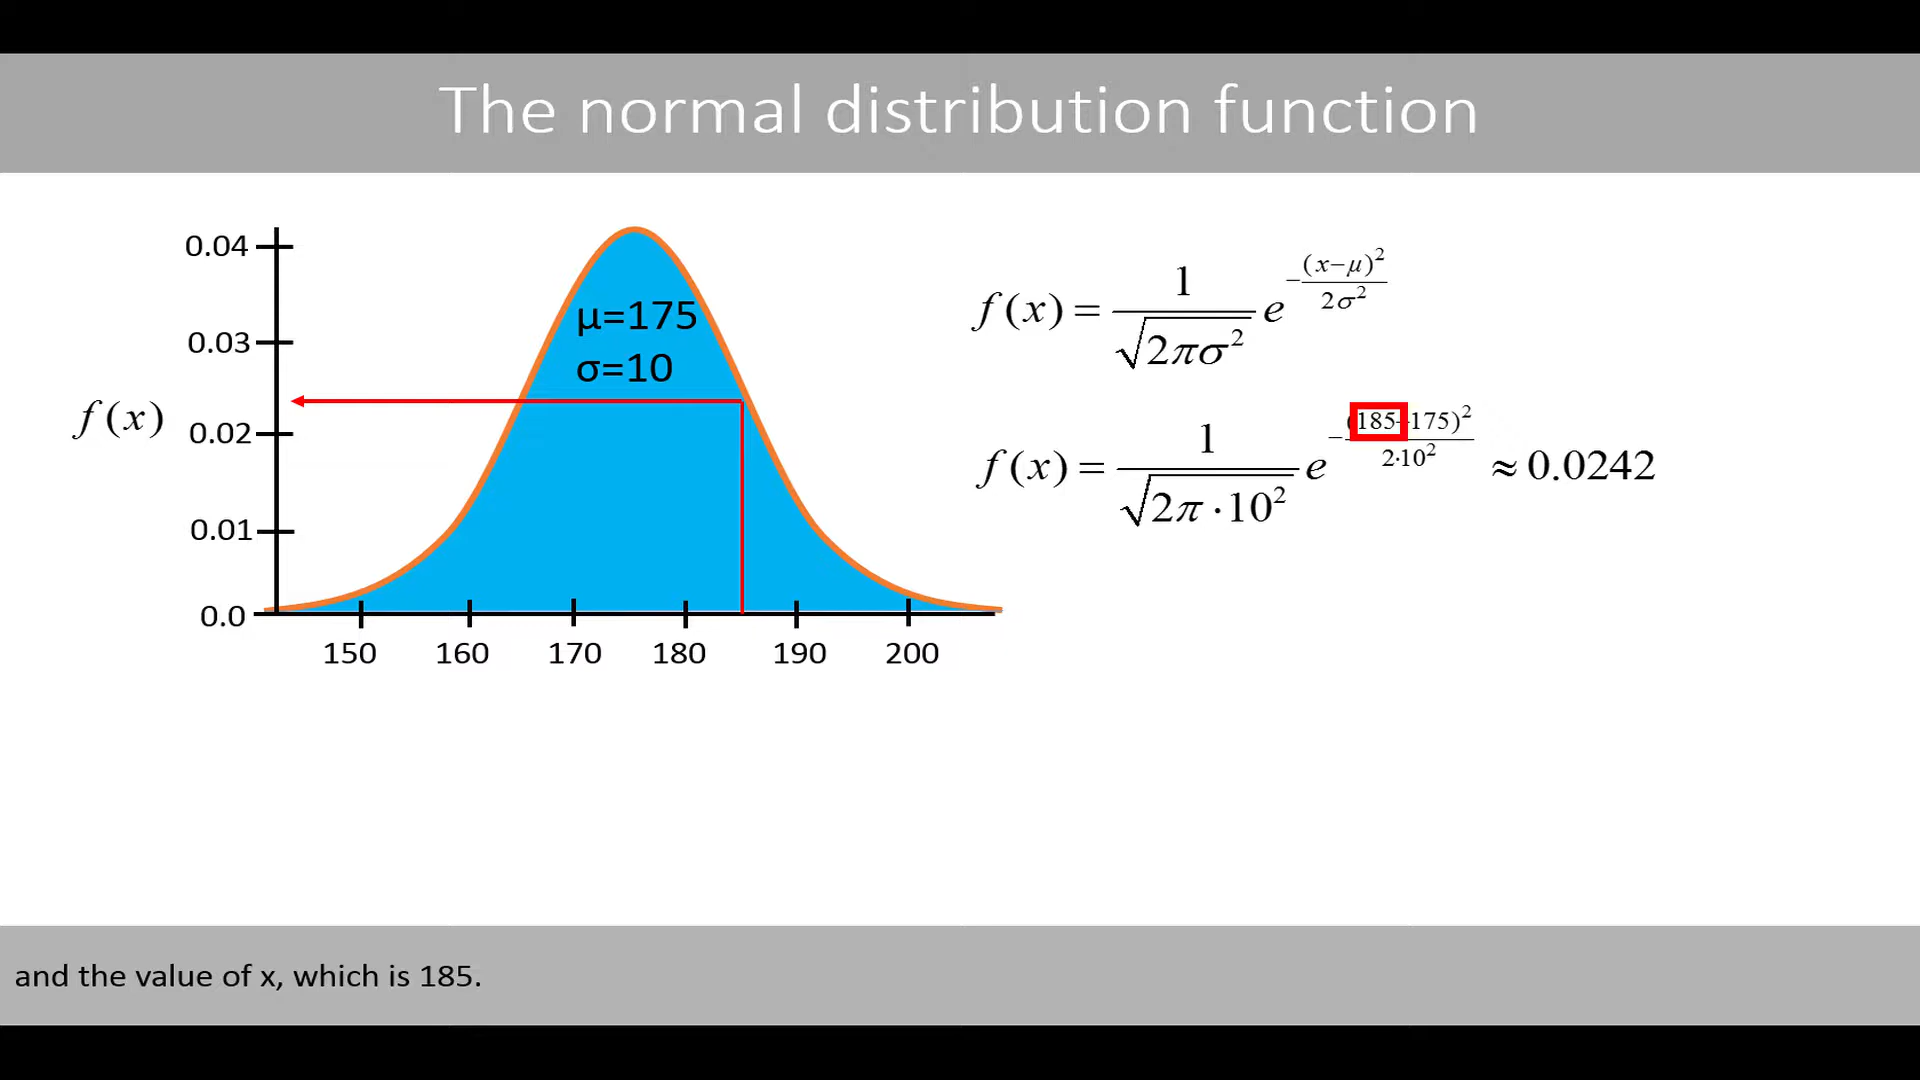 The normal distribution function
0.04
0.03
0.02
0.01
0.0
f(x)
μ=175
σ=10
150 160 170 180 190 200
f(x) = 1/√(2πσ²) e^(-(x-μ)²/(2σ²))
f(x) = 1/√(2π·10²) e^(-(185-175)²/(2·10²)) ≈ 0.0242
and the value of x, which is 185.